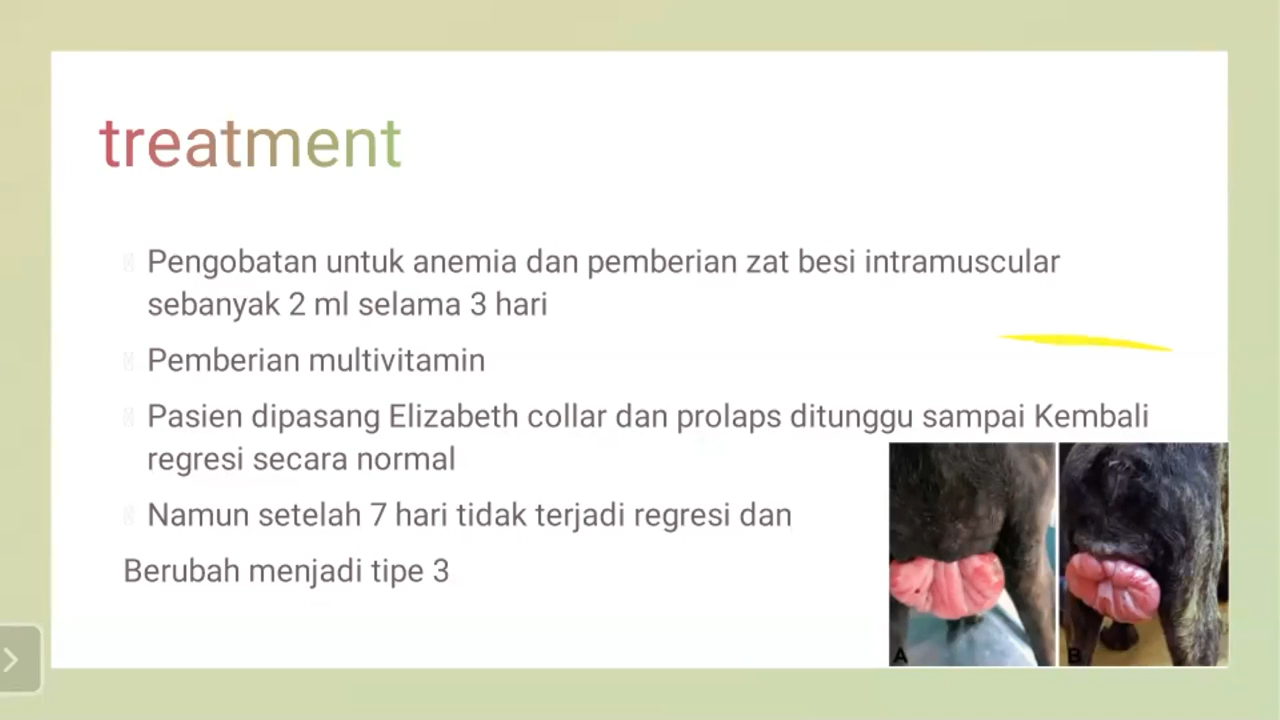 treatment
Pengobatan untuk anemia dan pemberian zat besi intramuscular
sebanyak 2 ml selama 3 hari
Pemberian multivitamin
Pasien dipasang Elizabeth collar dan prolaps ditunggu sampai Kembali
regresi secara normal
Namun setelah 7 hari tidak terjadi regresi dan
Berubah menjadi tipe 3
A
B